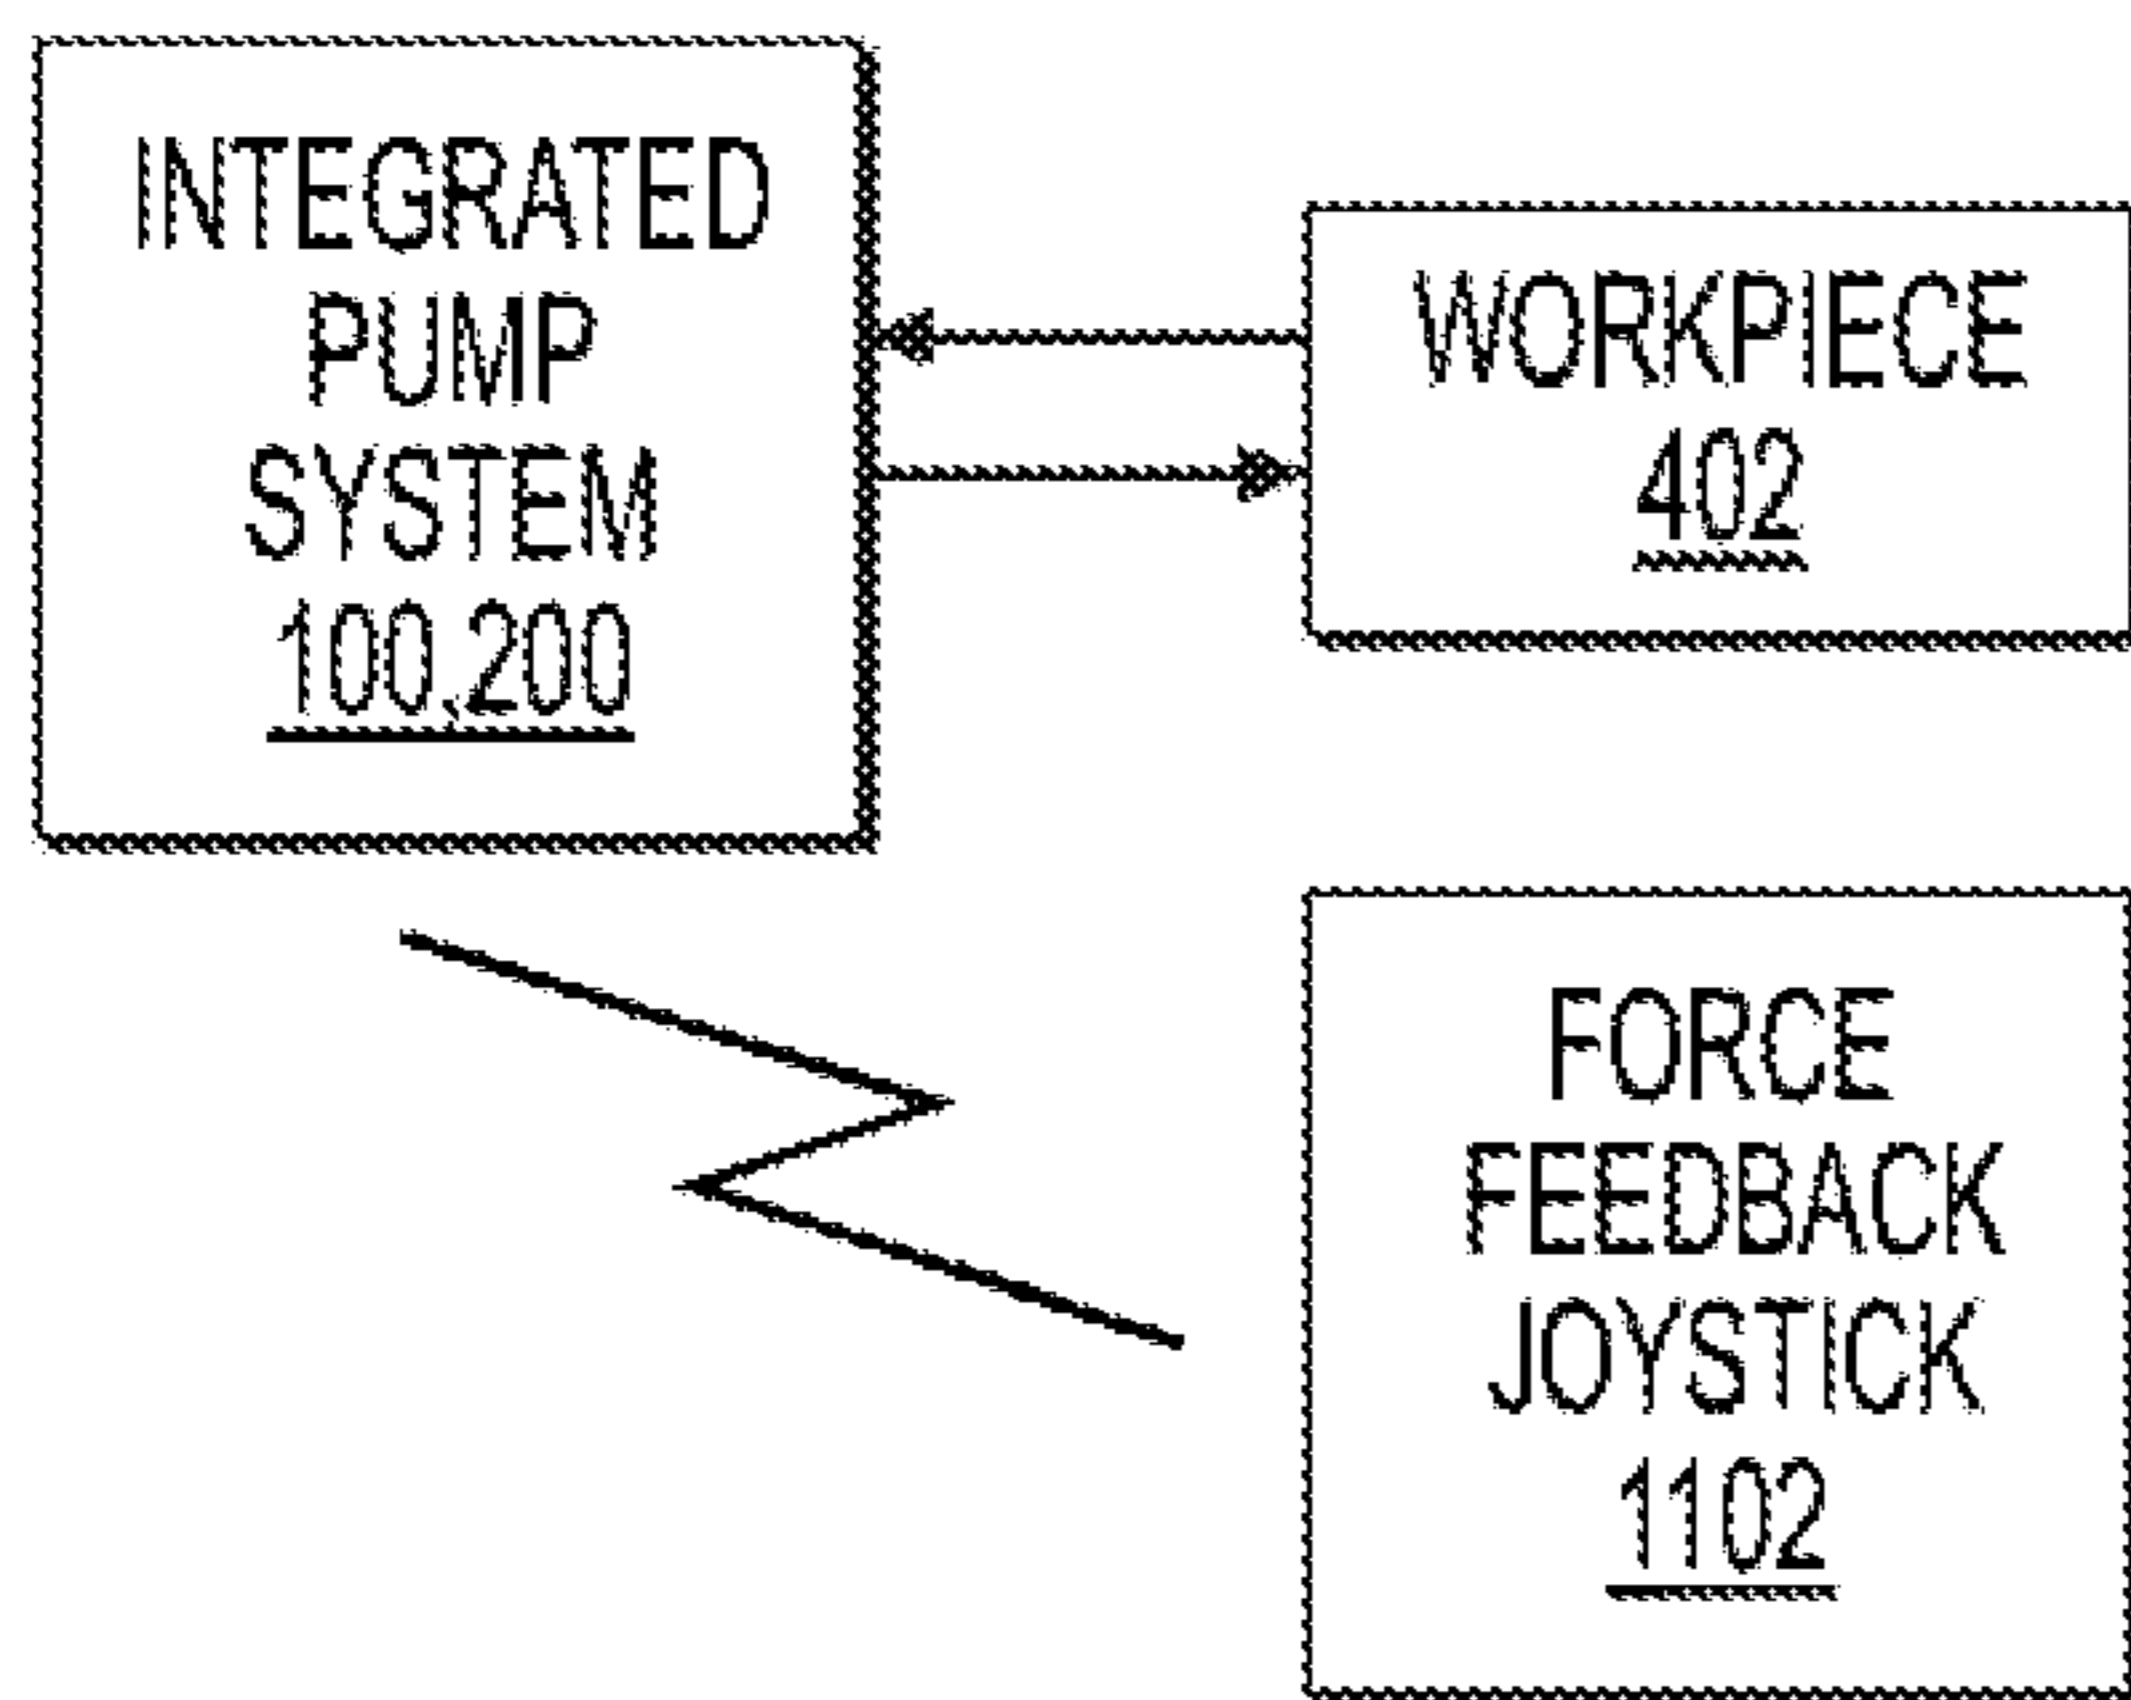 INTEGRATED
PUMP
SYSTEM
100,200
WORKPIECE
402
FORCE
FEEDBACK
JOYSTICK
1102